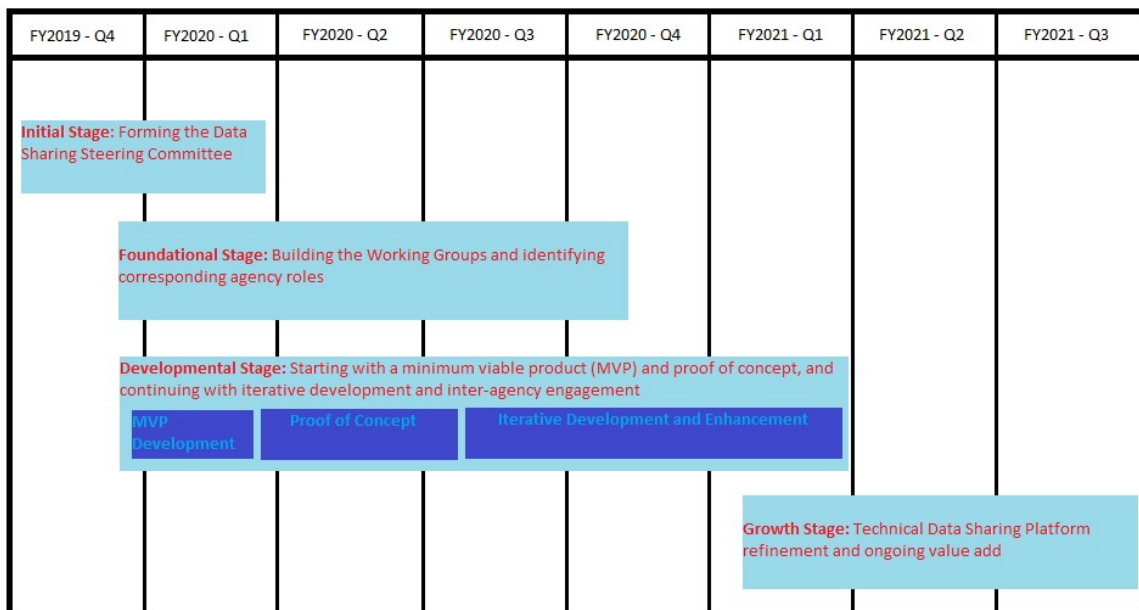 FY2019 - Q4 FY2020 - Q1 FY2020 - Q2 FY2020 - Q3 FY2020 - Q4 FY2021 - Q1 FY2021 - Q2 FY2021 - Q3
Initial Stage: Forming the Data
Sharing Steering Committee
Foundational Stage: Building the Working Groups and identifying
corresponding agency roles
Developmental Stage: Starting with a minimum viable product (MVP) and proof of concept, and
continuing with iterative development and inter-agency engagement
MVP
Development
Proof of Concept
Iterative Development and Enhancement
Growth Stage: Technical Data Sharing Platform
refinement and ongoing value add